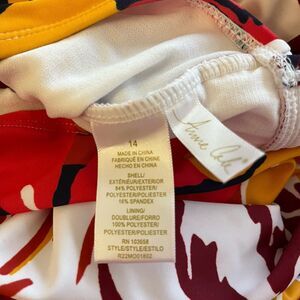 14
MADE IN CHINA
FABRIQUÉ EN CHINE
HECHO EN CHINA
SHELL/
EXTÉRIEUR/EXTERIOR
84% POLYESTER/
POLYESTER/POLIÉSTER
16% SPANDEX
LINING/
DOUBLURE/FORRO
100% POLYESTER/
POLYESTER/POLIÉSTER
RN 103658
STYLE/STYLE/ESTILO
R22MO01802
Anne Cole